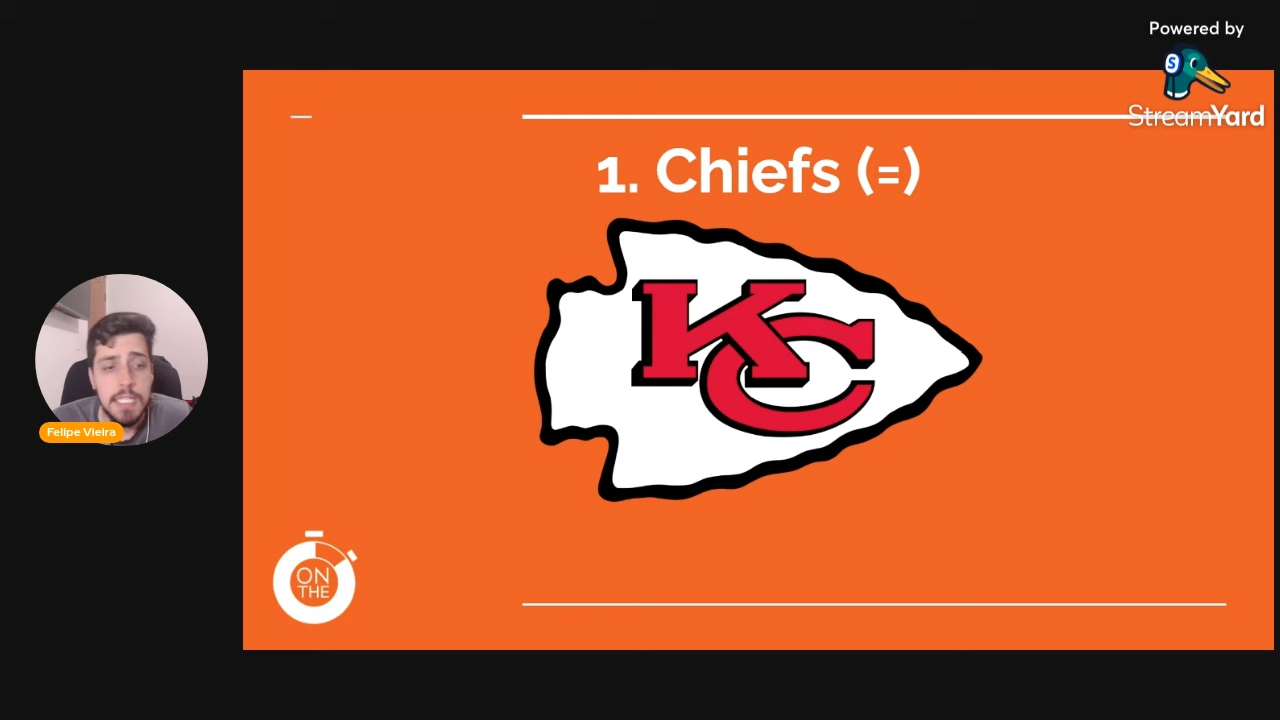 Powered by
StreamYard
1. Chiefs (=)
KC
Felipe Vieira
ON
THE